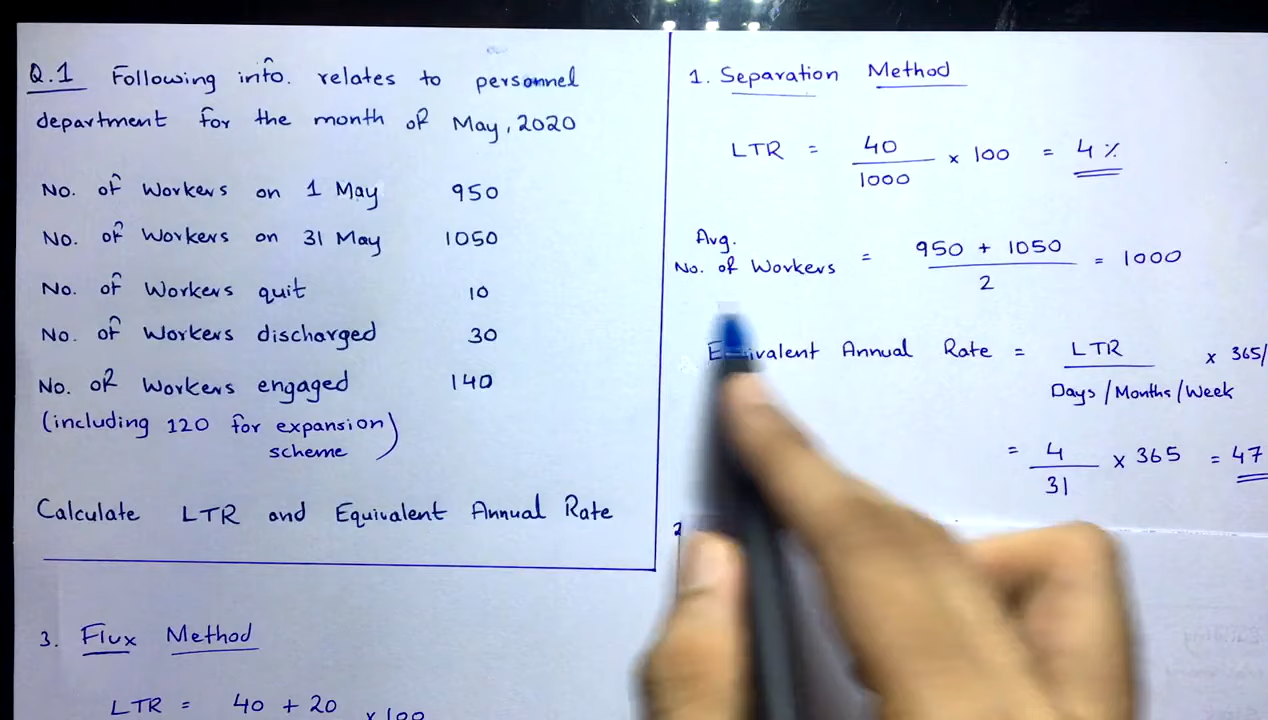 Q.1 Following info. relates to personnel
department for the month of May, 2020
No. of Workers on 1 May 950
No. of Workers on 31 May 1050
No. of Workers quit 10
No. of Workers discharged 30
No. of Workers engaged 140
(including 120 for expansion
scheme)
Calculate LTR and Equivalent Annual Rate
3. Flux Method
LTR = 40 + 20 × 100
1. Separation Method
LTR = 40 / 1000 × 100 = 4 %
Avg.
No. of Workers = 950 + 1050 / 2 = 1000
Equivalent Annual Rate = LTR / Days/Months/Week × 365/
= 4 / 31 × 365 = 47
2